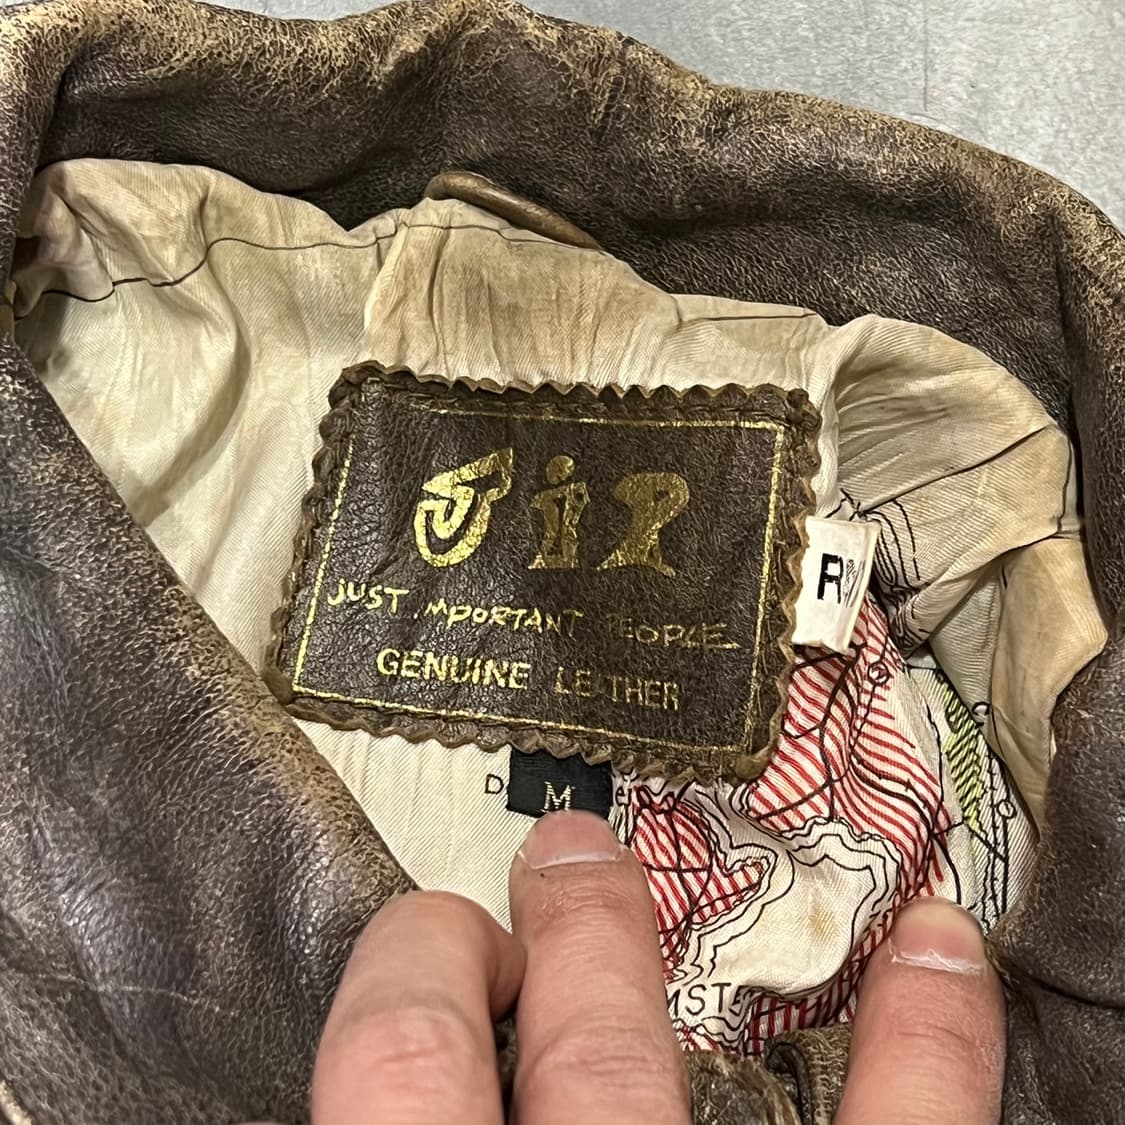 JiP
JUST IMPORTANT PEOPLE
GENUINE LEATHER
R
M
D